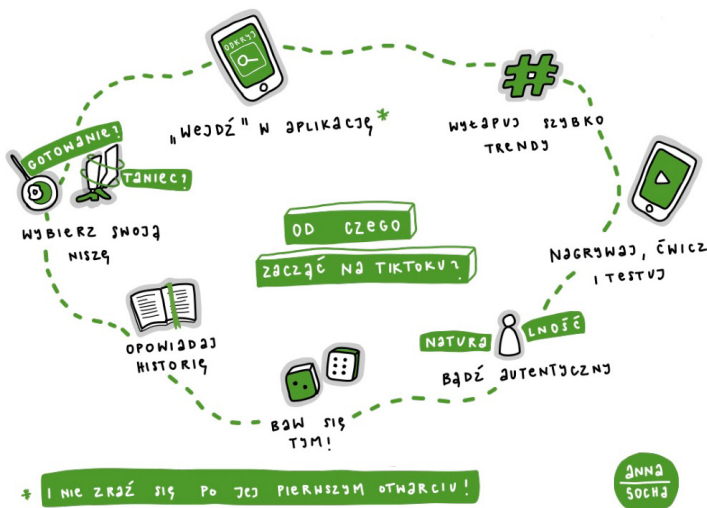 OD CZEGO
ZACZĄĆ NA TIKTOKU?
ODKRYJ
„WEJDŹ" W APLIKACJĘ*
#
WYŁAPUJ SZYBKO
TRENDY
NAGRYWAJ, ĆWICZ
I TESTUJ
NATURALNOŚĆ
BĄDŹ AUTENTYCZNY
BAW SIĘ
TYM!
OPOWIADAJ
HISTORIĘ
GOTOWANIE?
TANIEC?
WYBIERZ SWOJĄ
NISZĘ
* I NIE ZRAŹ SIĘ PO JEJ PIERWSZYM OTWARCIU!
ANNA
SOCHA